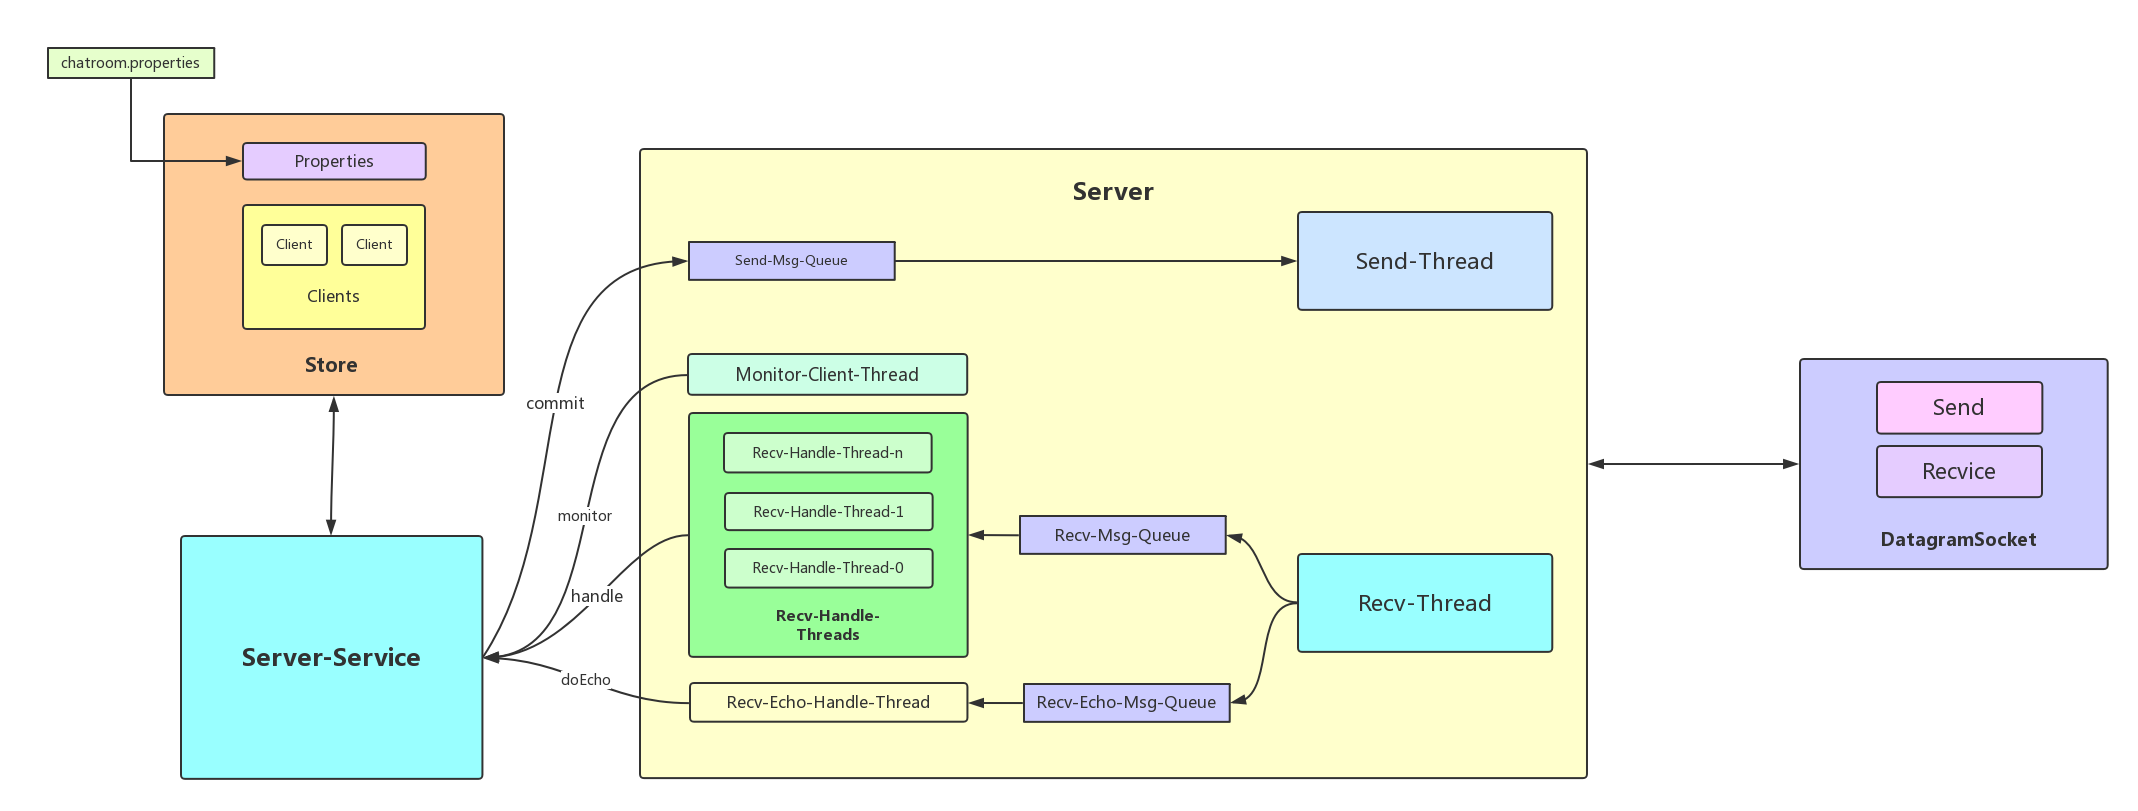 chatroom.properties
Properties
Client
Client
Clients
Store
Server-Service
commit
monitor
handle
doEcho
Server
Send-Msg-Queue
Send-Thread
Monitor-Client-Thread
Recv-Handle-Thread-n
Recv-Handle-Thread-1
Recv-Handle-Thread-0
Recv-Handle-
Threads
Recv-Msg-Queue
Recv-Thread
Recv-Echo-Handle-Thread
Recv-Echo-Msg-Queue
Send
Recvice
DatagramSocket